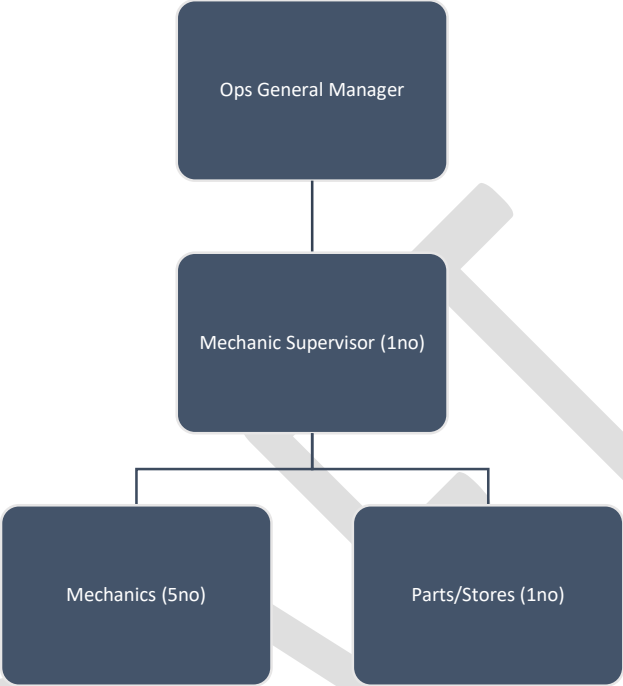 Ops General Manager
Mechanic Supervisor (1no)
Mechanics (5no)
Parts/Stores (1no)